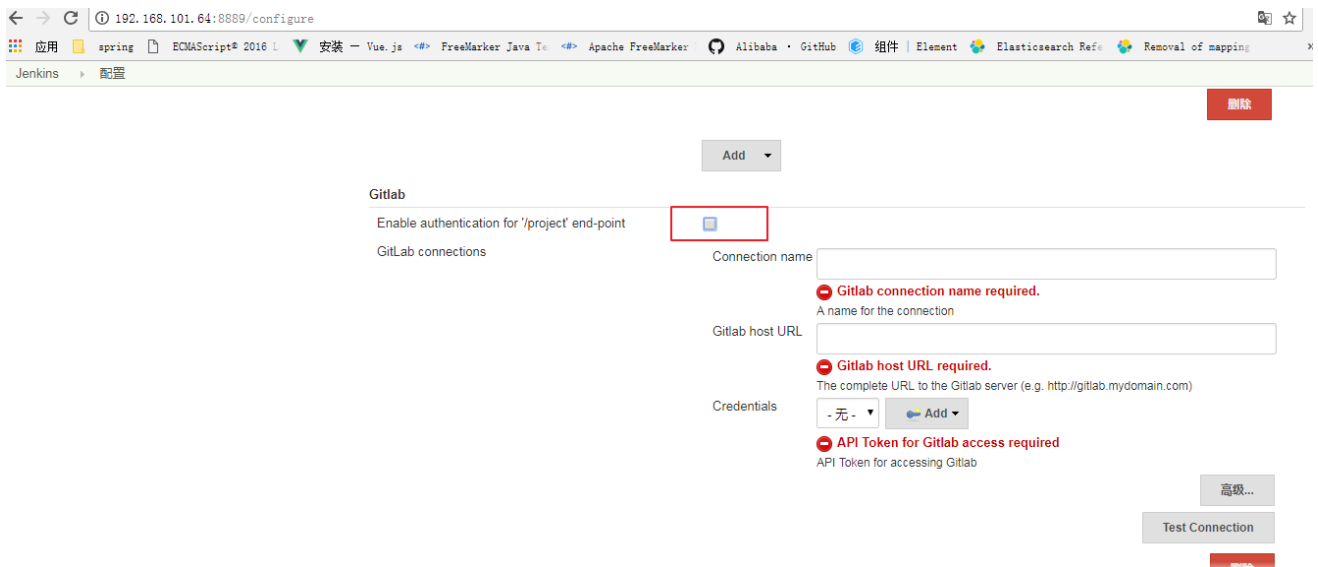 192.168.101.64:8889/configure
应用 spring ECMAScript® 2016 L 安装 — Vue.js FreeMarker Java Te Apache FreeMarker Alibaba · GitHub 组件 | Element Elasticsearch Refe Removal of mapping »
Jenkins 配置
删除
Add
Gitlab
Enable authentication for '/project' end-point
GitLab connections
Connection name
Gitlab connection name required.
A name for the connection
Gitlab host URL
Gitlab host URL required.
The complete URL to the Gitlab server (e.g. http://gitlab.mydomain.com)
Credentials
- 无 - Add
API Token for Gitlab access required
API Token for accessing Gitlab
高级...
Test Connection